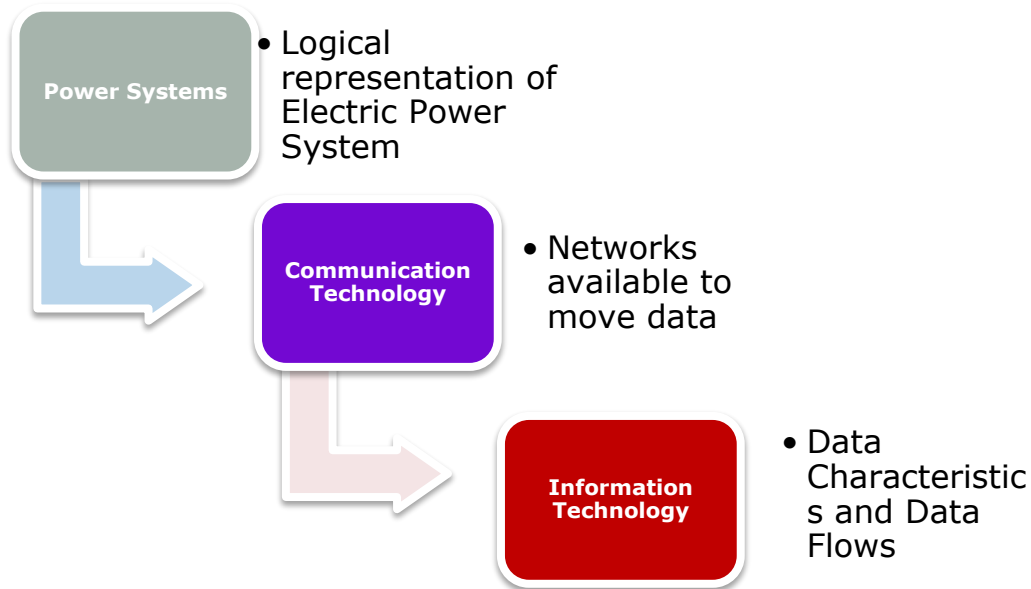 Power Systems
• Logical
representation of
Electric Power
System
Communication
Technology
• Networks
available to
move data
Information
Technology
• Data
Characteristic
s and Data
Flows